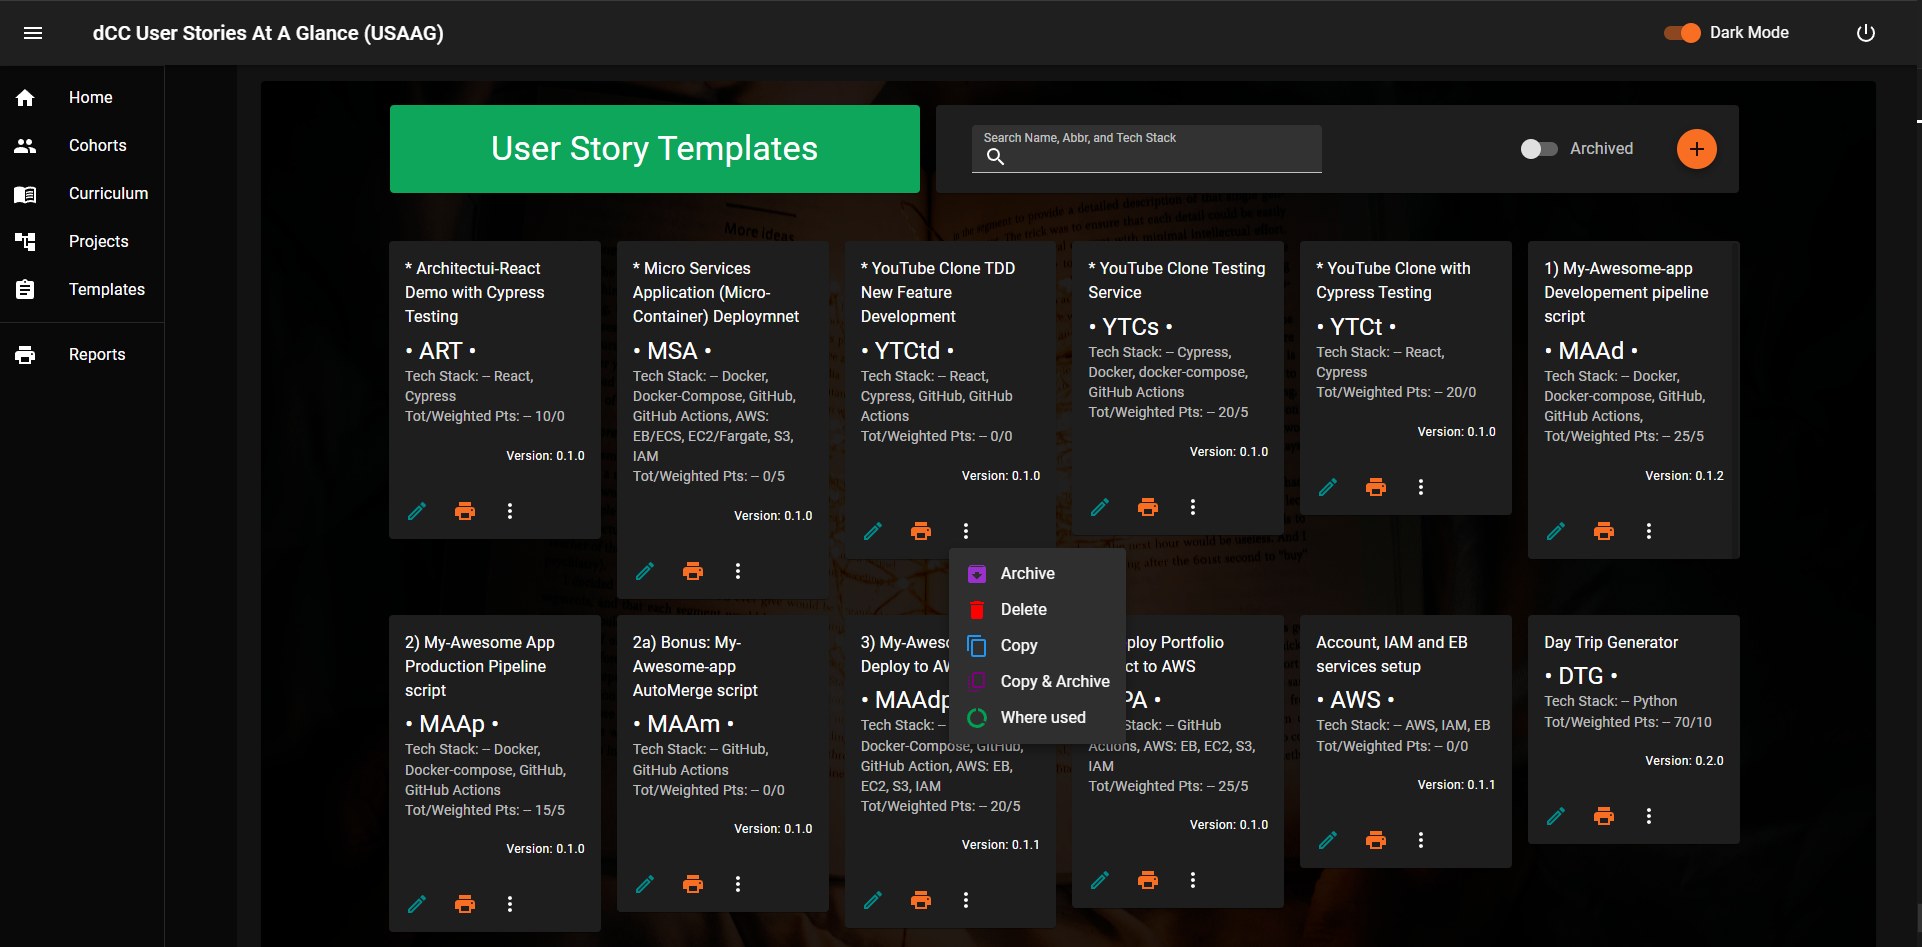 dCC User Stories At A Glance (USAAG)
Dark Mode
Home
Cohorts
Curriculum
Projects
Templates
Reports
User Story Templates
Search Name, Abbr, and Tech Stack
Archived
More ideas
* Architectui-React
Demo with Cypress
Testing
• ART •
Tech Stack: -- React,
Cypress
Tot/Weighted Pts: -- 10/0
Version: 0.1.0
* Micro Services
Application (Micro-
Container) Deploymnet
• MSA •
Tech Stack: -- Docker,
Docker-Compose, GitHub,
GitHub Actions, AWS:
EB/ECS, EC2/Fargate, S3,
IAM
Tot/Weighted Pts: -- 0/5
Version: 0.1.0
* YouTube Clone TDD
New Feature
Development
• YTCtd •
Tech Stack: -- React,
Cypress, GitHub, GitHub
Actions
Tot/Weighted Pts: -- 0/0
Version: 0.1.0
* YouTube Clone Testing
Service
• YTCs •
Tech Stack: -- Cypress,
Docker, docker-compose,
GitHub Actions
Tot/Weighted Pts: -- 20/5
Version: 0.1.0
* YouTube Clone with
Cypress Testing
• YTCt •
Tech Stack: -- React,
Cypress
Tot/Weighted Pts: -- 20/0
Version: 0.1.0
1) My-Awesome-app
Developement pipeline
script
• MAAd •
Tech Stack: -- Docker,
Docker-compose, GitHub,
GitHub Actions,
Tot/Weighted Pts: -- 25/5
Version: 0.1.2
Archive
Delete
Copy
Copy & Archive
Where used
2) My-Awesome App
Production Pipeline
script
• MAAp •
Tech Stack: -- Docker,
Docker-compose, GitHub,
GitHub Actions
Tot/Weighted Pts: -- 15/5
Version: 0.1.0
2a) Bonus: My-
Awesome-app
AutoMerge script
• MAAm •
Tech Stack: -- GitHub,
GitHub Actions
Tot/Weighted Pts: -- 0/0
Version: 0.1.0
3) My-Aweso
Deploy to AW
• MAAdp
Tech Stack: --
Docker-Compose, GitHub,
GitHub Action, AWS: EB,
EC2, S3, IAM
Tot/Weighted Pts: -- 20/5
Version: 0.1.1
ploy Portfolio
ct to AWS
PA •
Stack: -- GitHub
Actions, AWS: EB, EC2, S3,
IAM
Tot/Weighted Pts: -- 25/5
Version: 0.1.0
Account, IAM and EB
services setup
• AWS •
Tech Stack: -- AWS, IAM, EB
Tot/Weighted Pts: -- 0/0
Version: 0.1.1
Day Trip Generator
• DTG •
Tech Stack: -- Python
Tot/Weighted Pts: -- 70/10
Version: 0.2.0